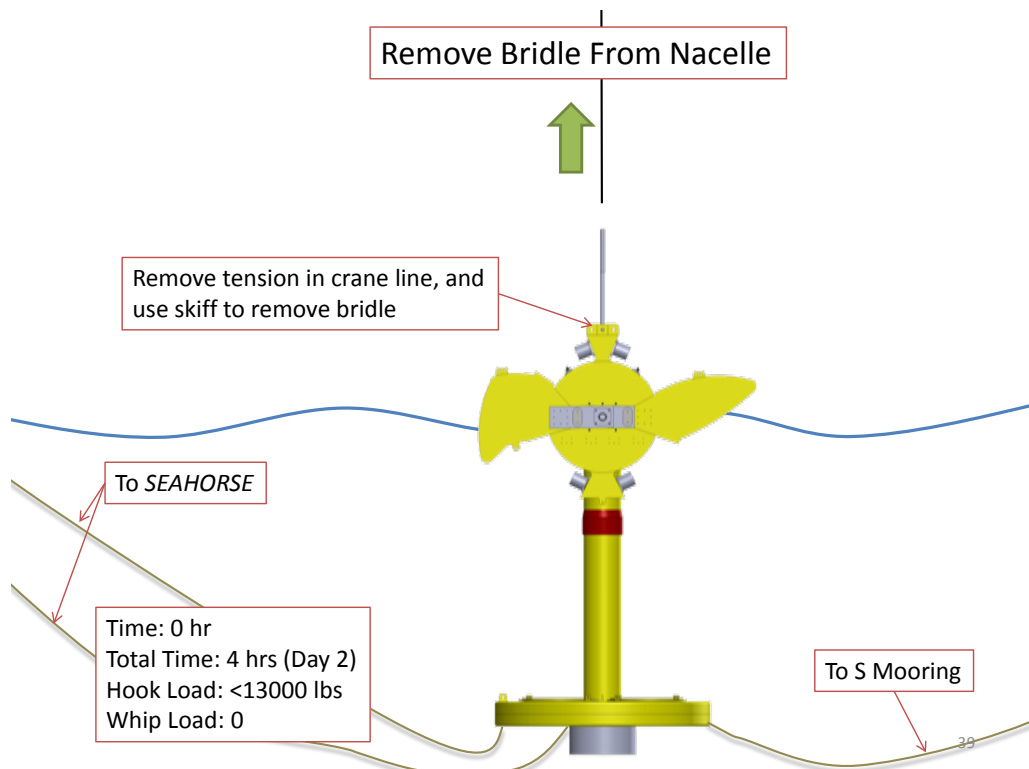 Remove Bridle From Nacelle
Remove tension in crane line, and
use skiff to remove bridle
To SEAHORSE
Time: 0 hr
Total Time: 4 hrs (Day 2)
Hook Load: <13000 lbs
Whip Load: 0
To S Mooring
39